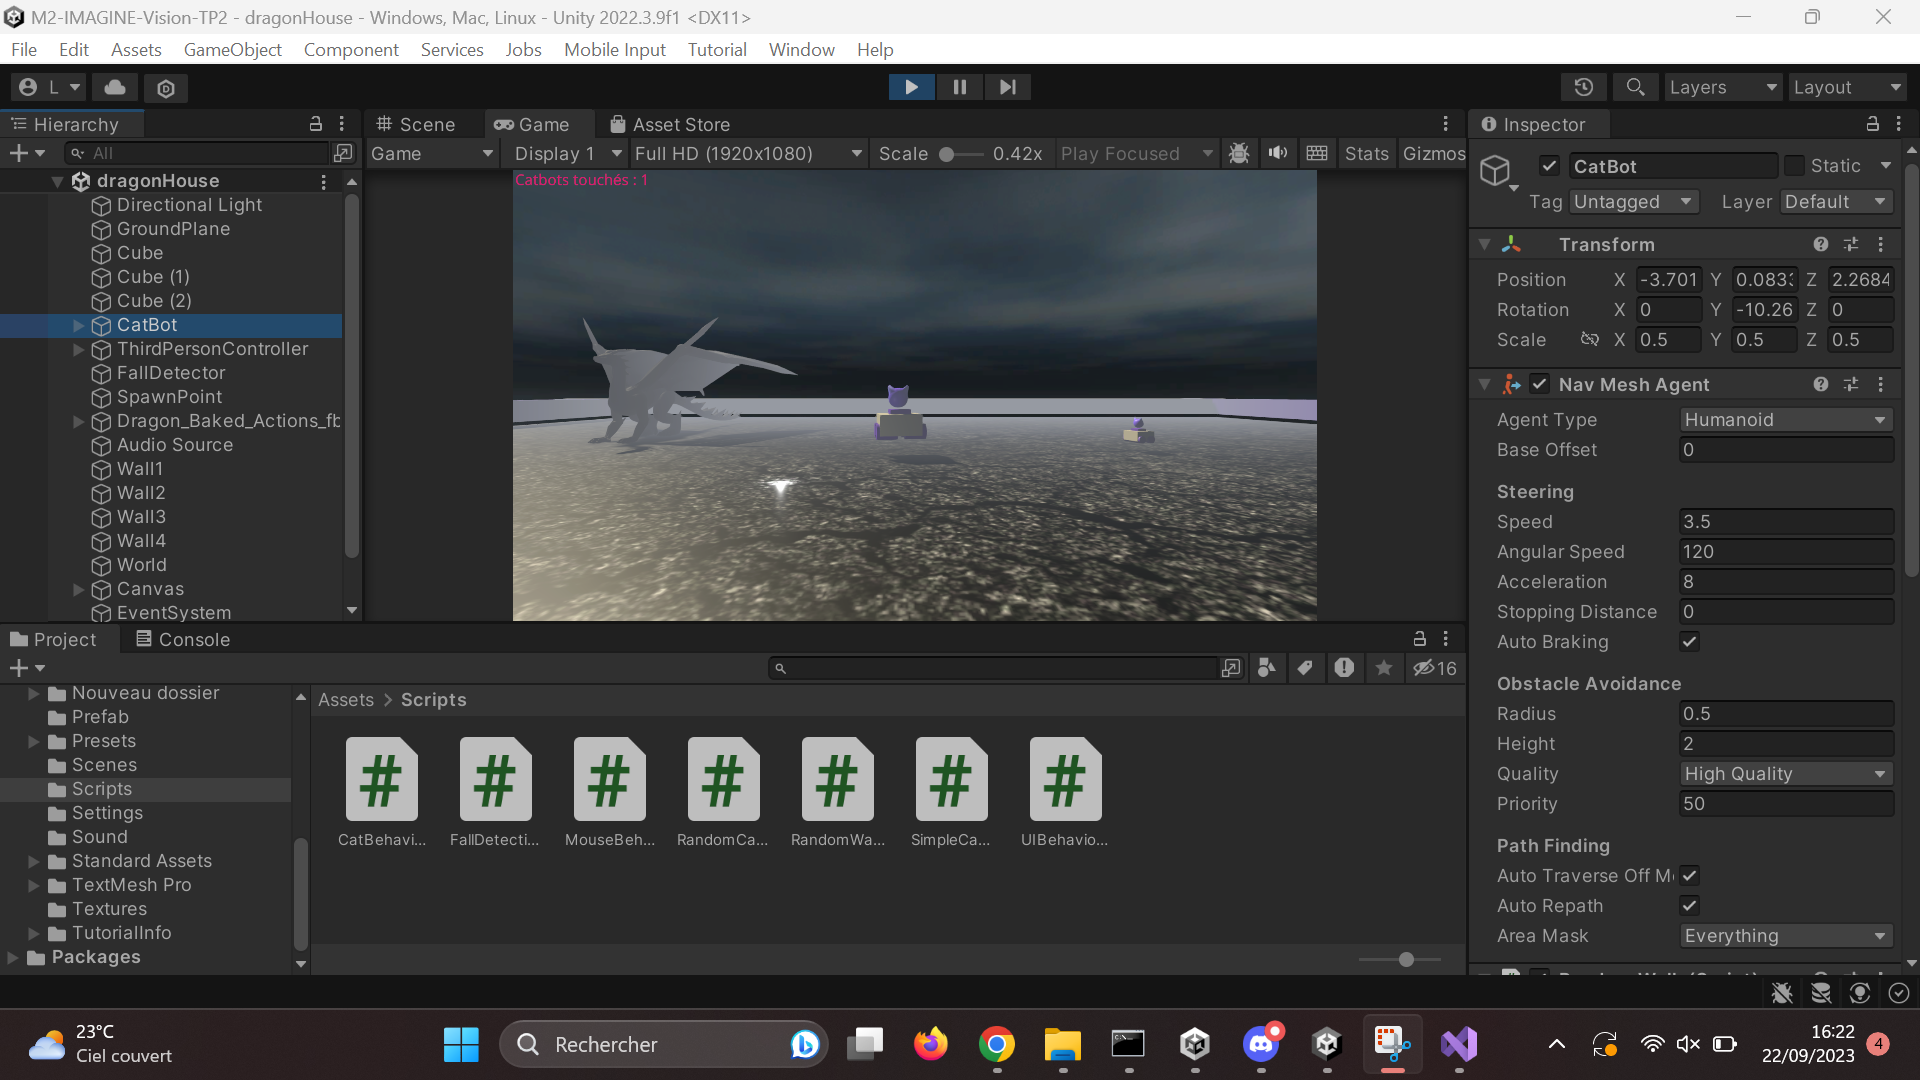 M2-IMAGINE-Vision-TP2 - dragonHouse - Windows, Mac, Linux - Unity 2022.3.9f1 <DX11>
File Edit Assets GameObject Component Services Jobs Mobile Input Tutorial Window Help
L Layers Layout
Hierarchy
All
dragonHouse
Directional Light
GroundPlane
Cube
Cube (1)
Cube (2)
CatBot
ThirdPersonController
FallDetector
SpawnPoint
Dragon_Baked_Actions_fb
Audio Source
Wall1
Wall2
Wall3
Wall4
World
Canvas
EventSystem
Scene Game Asset Store
Game Display 1 Full HD (1920x1080) Scale 0.42x Play Focused Stats Gizmos
Catbots touchés : 1
Inspector
CatBot Static
Tag Untagged Layer Default
Transform
Position X -3.701 Y 0.083 Z 2.2684
Rotation X 0 Y -10.26 Z 0
Scale X 0.5 Y 0.5 Z 0.5
Nav Mesh Agent
Agent Type Humanoid
Base Offset 0
Steering
Speed 3.5
Angular Speed 120
Acceleration 8
Stopping Distance 0
Auto Braking
Obstacle Avoidance
Radius 0.5
Height 2
Quality High Quality
Priority 50
Path Finding
Auto Traverse Off M
Auto Repath
Area Mask Everything
Project Console
16
Nouveau dossier
Prefab
Presets
Scenes
Scripts
Settings
Sound
Standard Assets
TextMesh Pro
Textures
TutorialInfo
Packages
Assets > Scripts
CatBehavi... FallDetecti... MouseBeh... RandomCa... RandomWa... SimpleCa... UIBehavio...
23°C
Ciel couvert
Rechercher
16:22
22/09/2023
4